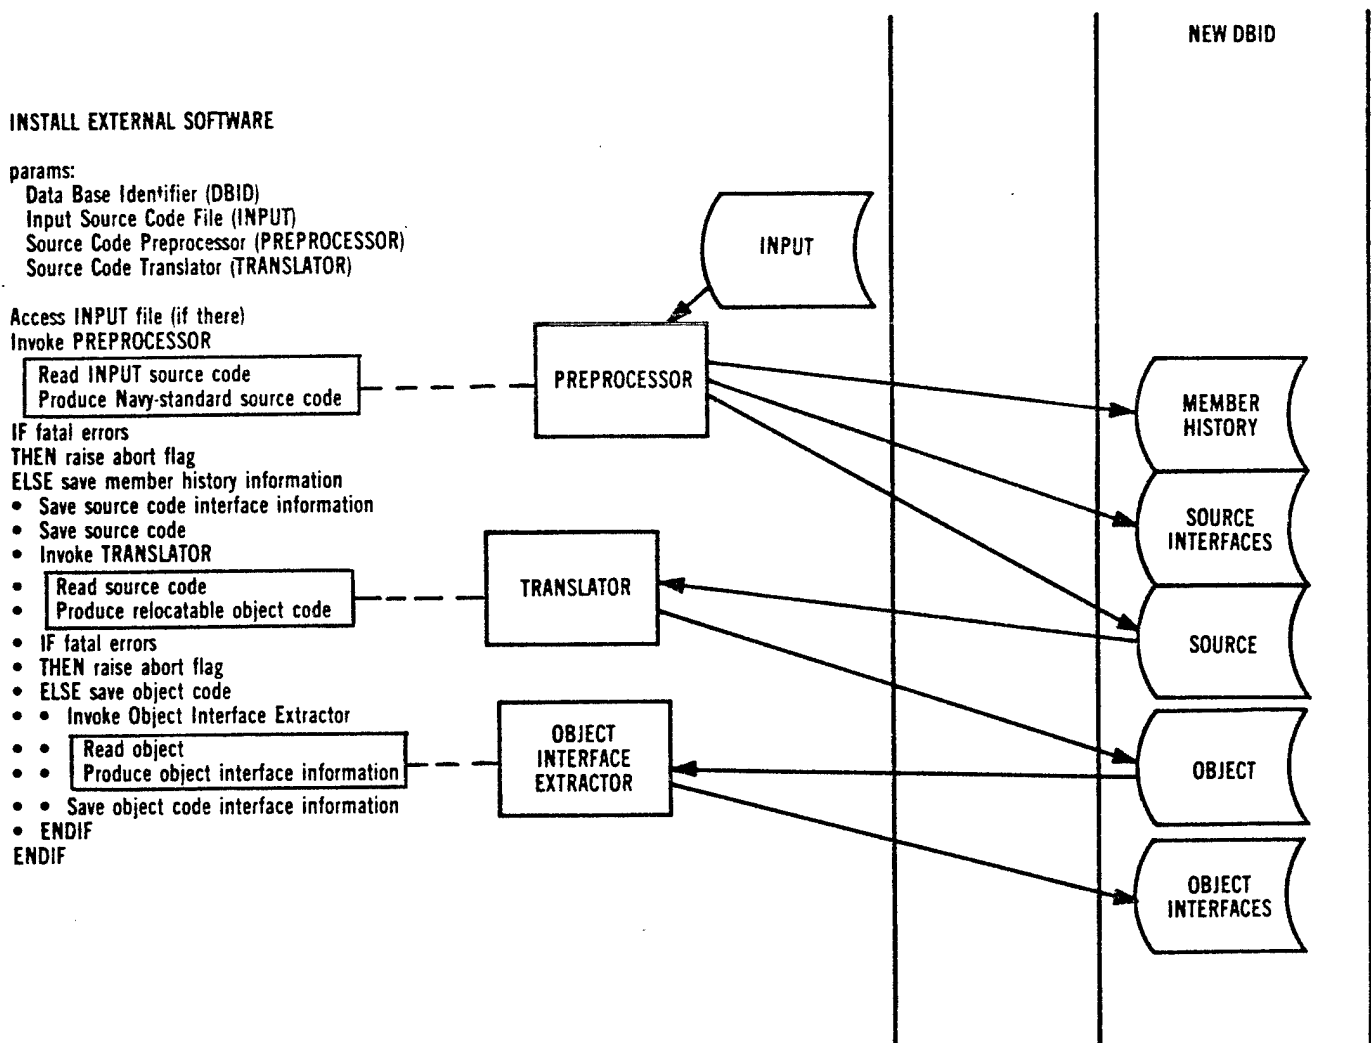 NEW DBID
INSTALL EXTERNAL SOFTWARE
params:
Data Base Identifier (DBID)
Input Source Code File (INPUT)
Source Code Preprocessor (PREPROCESSOR)
Source Code Translator (TRANSLATOR)
Access INPUT file (if there)
Invoke PREPROCESSOR
Read INPUT source code
Produce Navy-standard source code
IF fatal errors
THEN raise abort flag
ELSE save member history information
• Save source code interface information
• Save source code
• Invoke TRANSLATOR
• Read source code
• Produce relocatable object code
• IF fatal errors
• THEN raise abort flag
• ELSE save object code
• • Invoke Object Interface Extractor
• • Read object
• • Produce object interface information
• • Save object code interface information
• ENDIF
ENDIF
INPUT
PREPROCESSOR
TRANSLATOR
OBJECT
INTERFACE
EXTRACTOR
MEMBER
HISTORY
SOURCE
INTERFACES
SOURCE
OBJECT
OBJECT
INTERFACES